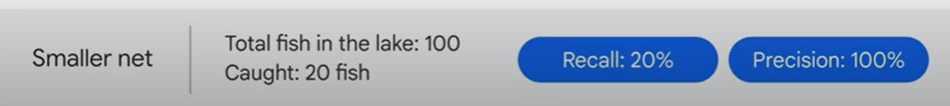 Smaller net
Total fish in the lake: 100
Caught: 20 fish
Recall: 20%
Precision: 100%